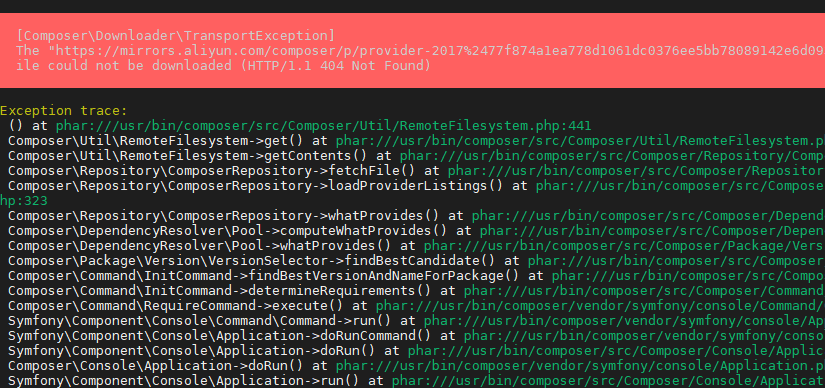 [Composer\Downloader\TransportException]
The "https://mirrors.aliyun.com/composer/p/provider-2017%2477f874a1ea778d1061dc0376ee5bb78089142e6d09
ile could not be downloaded (HTTP/1.1 404 Not Found)
Exception trace:
() at phar:///usr/bin/composer/src/Composer/Util/RemoteFilesystem.php:441
Composer\Util\RemoteFilesystem->get() at phar:///usr/bin/composer/src/Composer/Util/RemoteFilesystem.p
Composer\Util\RemoteFilesystem->getContents() at phar:///usr/bin/composer/src/Composer/Repository/Comp
Composer\Repository\ComposerRepository->fetchFile() at phar:///usr/bin/composer/src/Composer/Repositor
Composer\Repository\ComposerRepository->loadProviderListings() at phar:///usr/bin/composer/src/Compose
hp:323
Composer\Repository\ComposerRepository->whatProvides() at phar:///usr/bin/composer/src/Composer/Depend
Composer\DependencyResolver\Pool->computeWhatProvides() at phar:///usr/bin/composer/src/Composer/Depen
Composer\DependencyResolver\Pool->whatProvides() at phar:///usr/bin/composer/src/Composer/Package/Vers
Composer\Package\Version\VersionSelector->findBestCandidate() at phar:///usr/bin/composer/src/Composer
Composer\Command\InitCommand->findBestVersionAndNameForPackage() at phar:///usr/bin/composer/src/Compo
Composer\Command\InitCommand->determineRequirements() at phar:///usr/bin/composer/src/Composer/Command
Composer\Command\RequireCommand->execute() at phar:///usr/bin/composer/vendor/symfony/console/Command/
Symfony\Component\Console\Command\Command->run() at phar:///usr/bin/composer/vendor/symfony/console/Ap
Symfony\Component\Console\Application->doRunCommand() at phar:///usr/bin/composer/vendor/symfony/conso
Symfony\Component\Console\Application->doRun() at phar:///usr/bin/composer/src/Composer/Console/Applic
Composer\Console\Application->doRun() at phar:///usr/bin/composer/vendor/symfony/console/Application.p
Symfony\Component\Console\Application->run() at phar:///usr/bin/composer/src/Composer/Console/Applicat